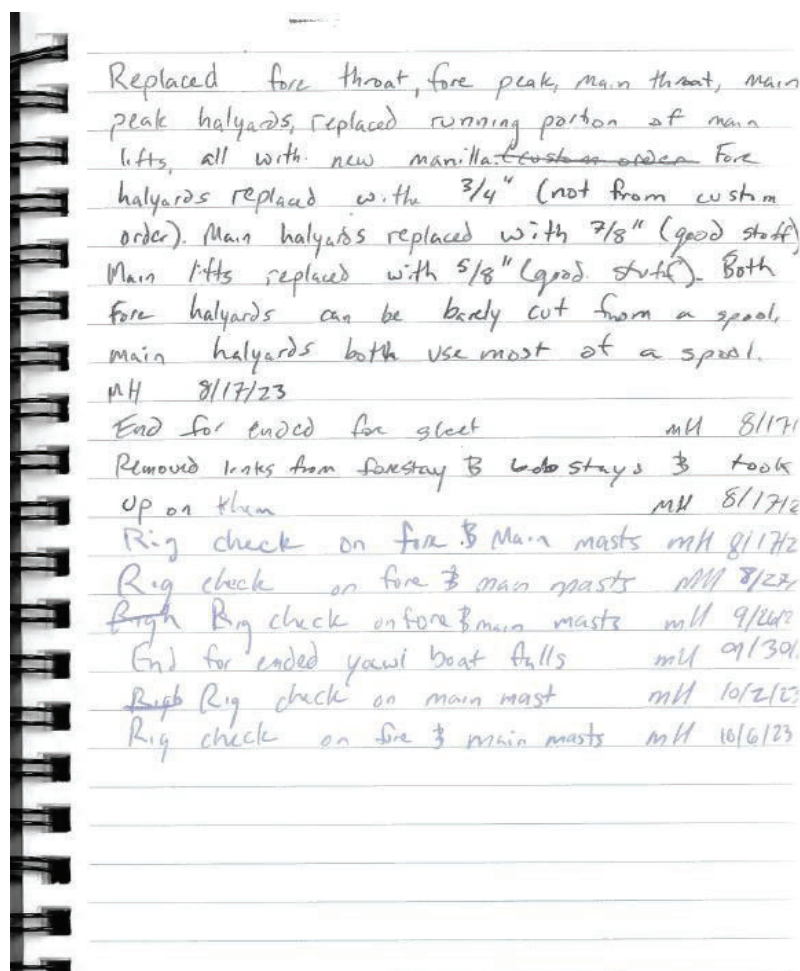 Replaced fore throat, fore peak, main throat, main
peak halyards, replaced running portion of main
lifts, all with new manilla. (custom order Fore
halyards replaced with 3/4" (not from custom
order). Main halyards replaced with 7/8" (good stuff)
Main lifts replaced with 5/8" (good stuff). Both
fore halyards can be barely cut from a spool,
main halyards both use most of a spool.
MH 8/17/23
End for ended fore sheet MH 8/17/
Removed links from forestay & bobstays & took
up on them MH 8/17/2
Rig check on fore & Main masts MH 8/17/2
Rig check on fore & main masts MH 8/27/
Righ Rig check on fore & main masts MH 9/26/2
End for ended yawl boat falls MH 9/30/
Righ Rig check on main mast MH 10/2/23
Rig check on fore & main masts MH 10/6/23